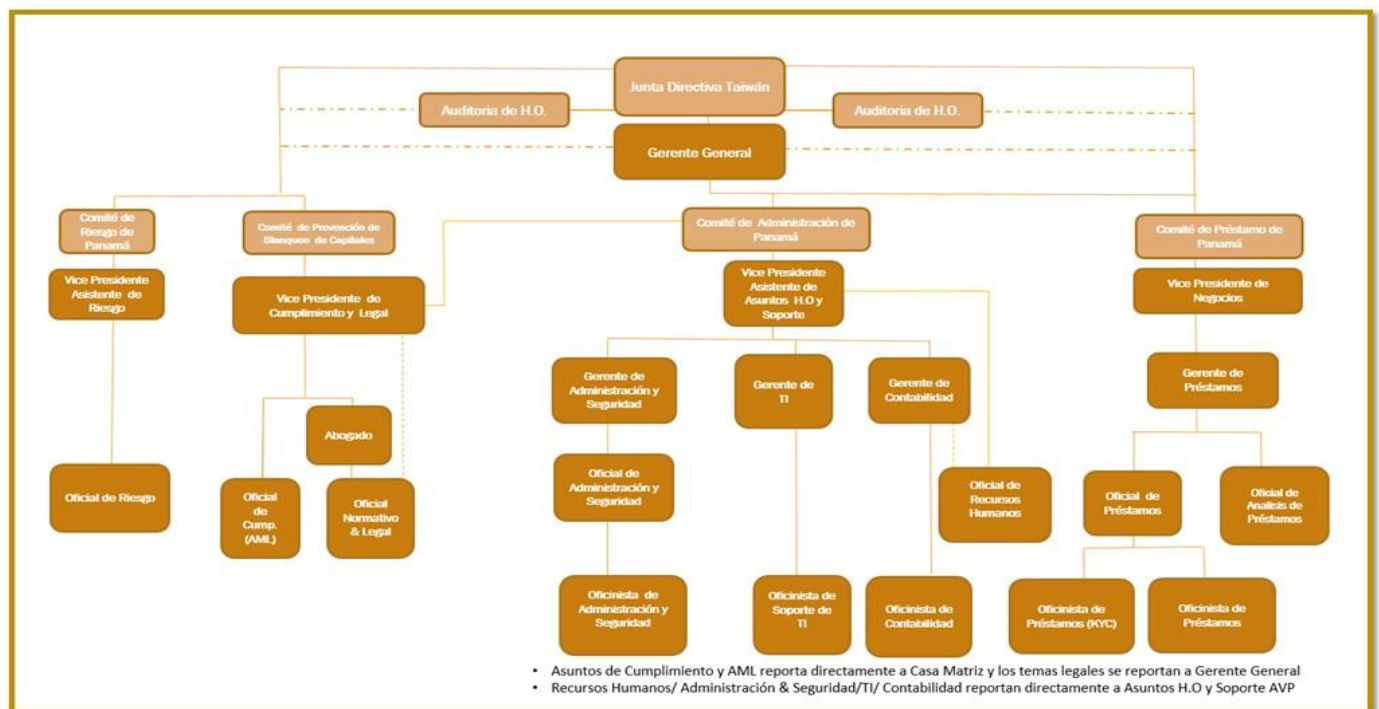 Junta Directiva Taiwán
Auditoria de H.O.
Auditoria de H.O.
Gerente General
Comité de
Riesgo de
Panamá
Comité de Prevención de
Blanqueo de Capitales
Comité de Administración de
Panamá
Comité de Préstamo de
Panamá
Vice Presidente
Asistente de
Riesgo
Vice Presidente de
Cumplimiento y Legal
Vice Presidente
Asistente de
Asuntos H.O y
Soporte
Vice Presidente de
Negocios
Gerente de
Administración y
Seguridad
Gerente de
TI
Gerente de
Contabilidad
Gerente de
Préstamos
Abogado
Oficial de Riesgo
Oficial
de
Cump.
(AML)
Oficial
Normativo
& Legal
Oficial de
Administración y
Seguridad
Oficial de
Recursos
Humanos
Oficial de
Préstamos
Oficial de
Analisis de
Préstamos
Oficinista de
Administración y
Seguridad
Oficinista de
Soporte de
TI
Oficinista de
Contabilidad
Oficinista de
Préstamos (KYC)
Oficinista de
Préstamos
• Asuntos de Cumplimiento y AML reporta directamente a Casa Matriz y los temas legales se reportan a Gerente General
• Recursos Humanos/ Administración & Seguridad/TI/ Contabilidad reportan directamente a Asuntos H.O y Soporte AVP